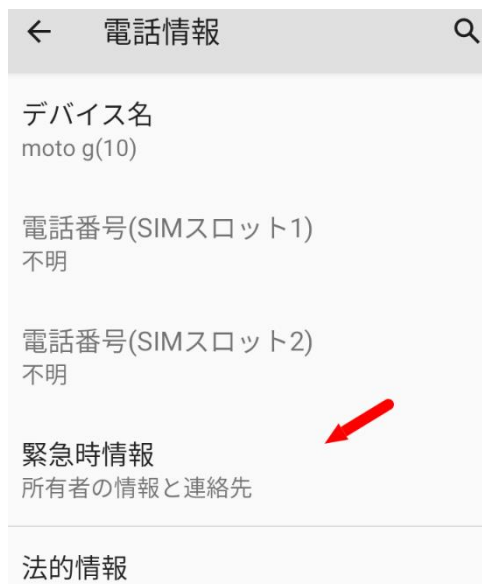 電話情報
デバイス名
moto g(10)
電話番号(SIMスロット1)
不明
電話番号(SIMスロット2)
不明
緊急時情報
所有者の情報と連絡先
法的情報